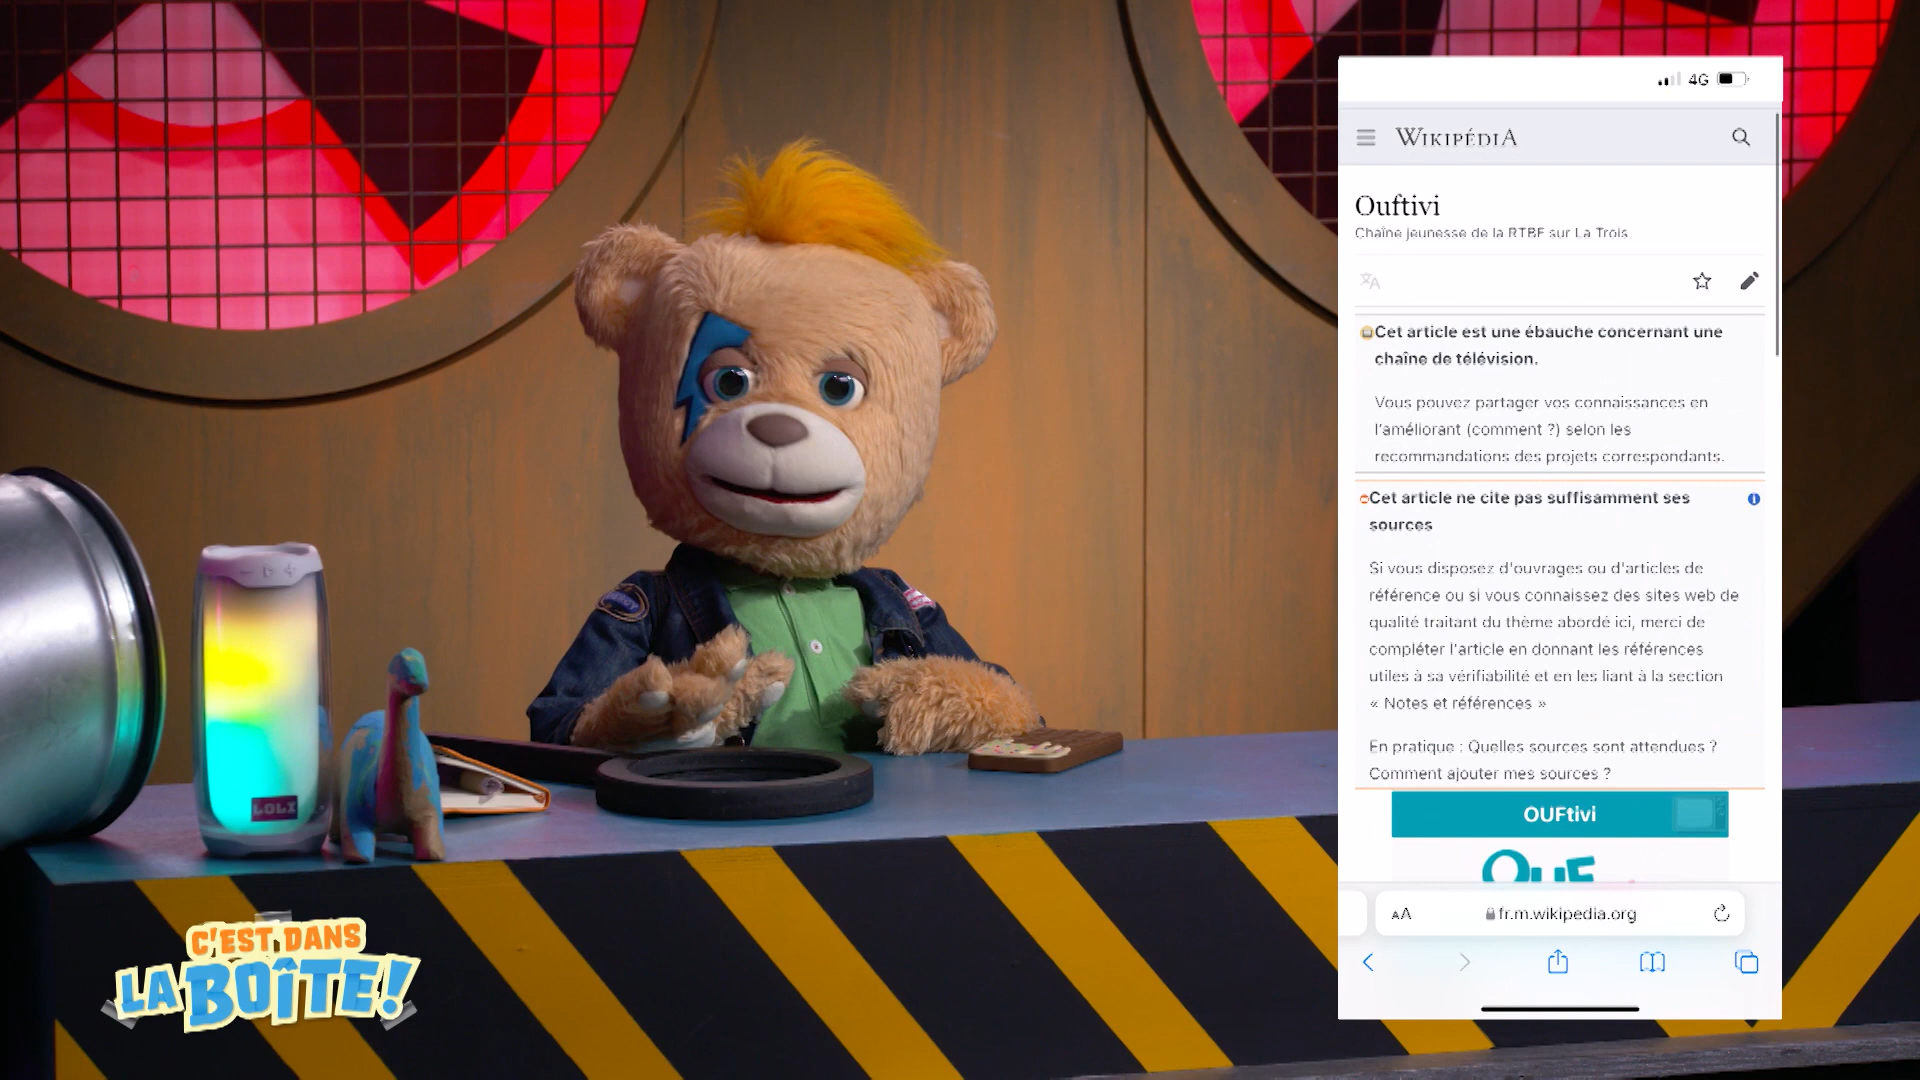 4G
WIKIPÉDIA
Ouftivi
Chaîne jeunesse de la RTBF sur La Trois
Cet article est une ébauche concernant une
chaîne de télévision.
Vous pouvez partager vos connaissances en
l'améliorant (comment ?) selon les
recommandations des projets correspondants.
Cet article ne cite pas suffisamment ses
sources
Si vous disposez d'ouvrages ou d'articles de
référence ou si vous connaissez des sites web de
qualité traitant du thème abordé ici, merci de
compléter l'article en donnant les références
utiles à sa vérifiabilité et en les liant à la section
« Notes et références »
En pratique : Quelles sources sont attendues ?
Comment ajouter mes sources ?
OUFtivi
OUF
AA
fr.m.wikipedia.org
LOLI
C'EST DANS
LA BOÎTE!